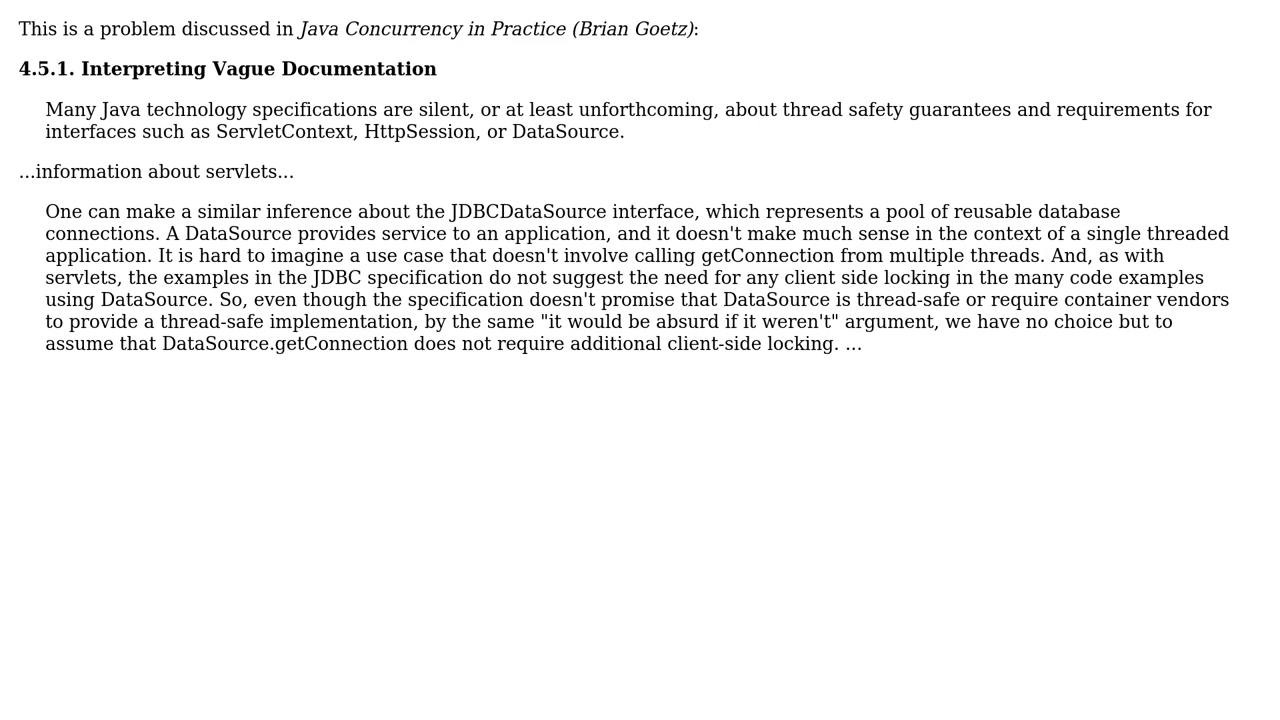 This is a problem discussed in Java Concurrency in Practice (Brian Goetz):
4.5.1. Interpreting Vague Documentation
Many Java technology specifications are silent, or at least unforthcoming, about thread safety guarantees and requirements for
interfaces such as ServletContext, HttpSession, or DataSource.
...information about servlets...
One can make a similar inference about the JDBCDataSource interface, which represents a pool of reusable database
connections. A DataSource provides service to an application, and it doesn't make much sense in the context of a single threaded
application. It is hard to imagine a use case that doesn't involve calling getConnection from multiple threads. And, as with
servlets, the examples in the JDBC specification do not suggest the need for any client side locking in the many code examples
using DataSource. So, even though the specification doesn't promise that DataSource is thread-safe or require container vendors
to provide a thread-safe implementation, by the same "it would be absurd if it weren't" argument, we have no choice but to
assume that DataSource.getConnection does not require additional client-side locking. ...